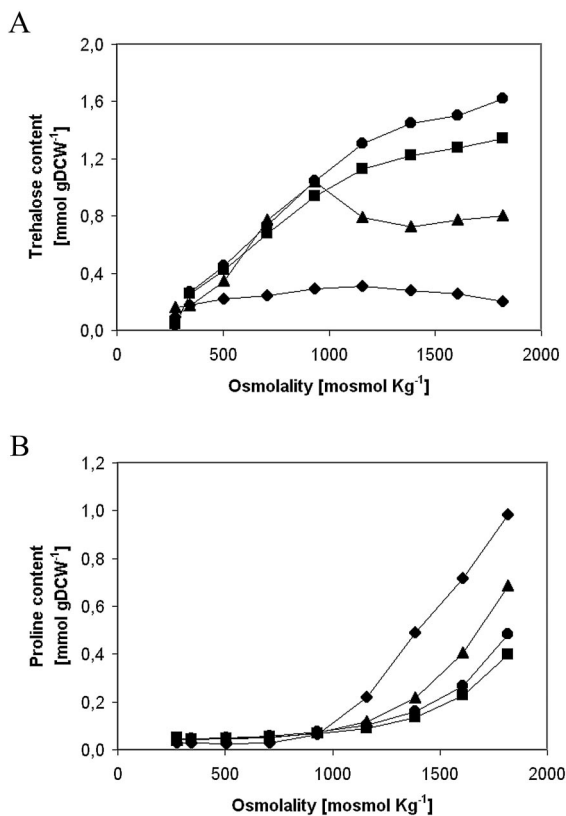 A
2,0
1,6
1,2
0,8
0,4
0,0
Trehalose content
[mmol gDCW⁻¹]
0 500 1000 1500 2000
Osmolality [mosmol Kg⁻¹]
B
1,2
1,0
0,8
0,6
0,4
0,2
0,0
Proline content
[mmol gDCW⁻¹]
0 500 1000 1500 2000
Osmolality [mosmol Kg⁻¹]